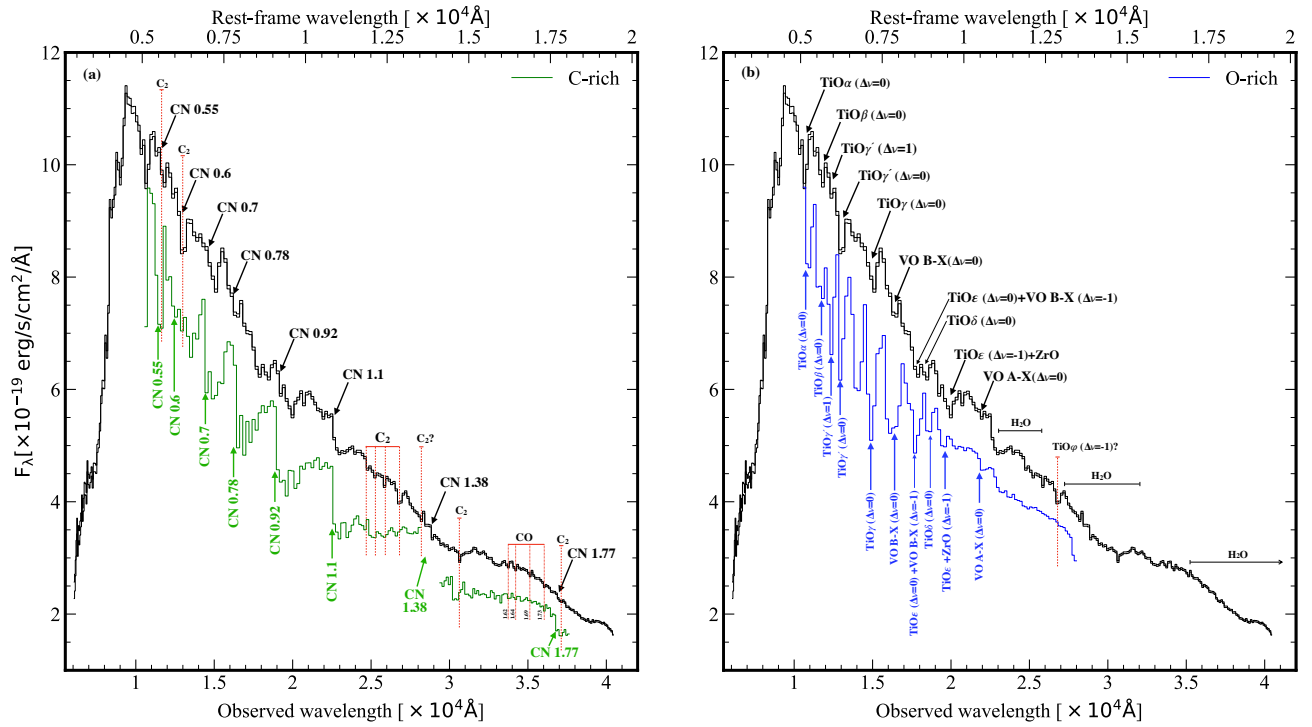 Rest-frame wavelength [ × 10⁴Å]
0.5 0.75 1 1.25 1.5 1.75 2
12
10
8
6
4
2
F_λ[×10⁻¹⁹ erg/s/cm²/Å]
(a)
C-rich
C₂
CN 0.55
C₂
CN 0.6
CN 0.7
CN 0.78
CN 0.92
CN 1.1
C₂
C₂?
CN 1.38
C₂
CO
C₂
CN 1.77
CN 0.55
CN 0.6
CN 0.7
CN 0.78
CN 0.92
CN 1.1
CN
1.38
1.62
1.64
1.69
1.73
CN 1.77
1 1.5 2 2.5 3 3.5 4
Observed wavelength [ × 10⁴Å]
Rest-frame wavelength [ × 10⁴Å]
0.5 0.75 1 1.25 1.5 1.75 2
12
10
8
6
4
2
(b)
O-rich
TiOα (Δν=0)
TiOβ (Δν=0)
TiOγ′ (Δν=1)
TiOγ′ (Δν=0)
TiOγ (Δν=0)
VO B-X(Δν=0)
TiOε (Δν=0)+VO B-X (Δν=-1)
TiOδ (Δν=0)
TiOε (Δν=-1)+ZrO
VO A-X(Δν=0)
H₂O
TiOφ (Δν=-1)?
H₂O
H₂O
TiOα (Δν=0)
TiOβ (Δν=0)
TiOγ′ (Δν=1)
TiOγ′ (Δν=0)
TiOγ (Δν=0)
VO B-X (Δν=0)
TiOε (Δν=0) +VO B-X (Δν=-1)
TiOδ (Δν=0)
TiOε +ZrO (Δν=-1)
VO A-X (Δν=0)
1 1.5 2 2.5 3 3.5 4
Observed wavelength [ × 10⁴Å]